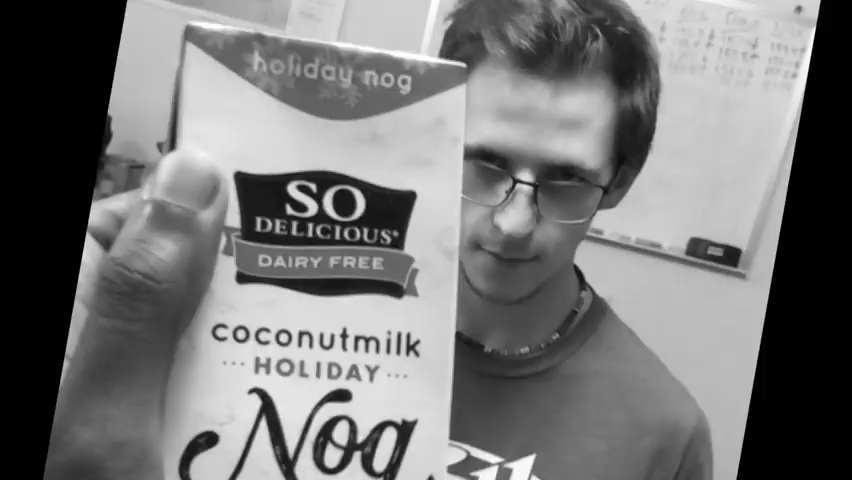 holiday nog
SO
DELICIOUS®
DAIRY FREE
coconutmilk
··· HOLIDAY ···
Nog